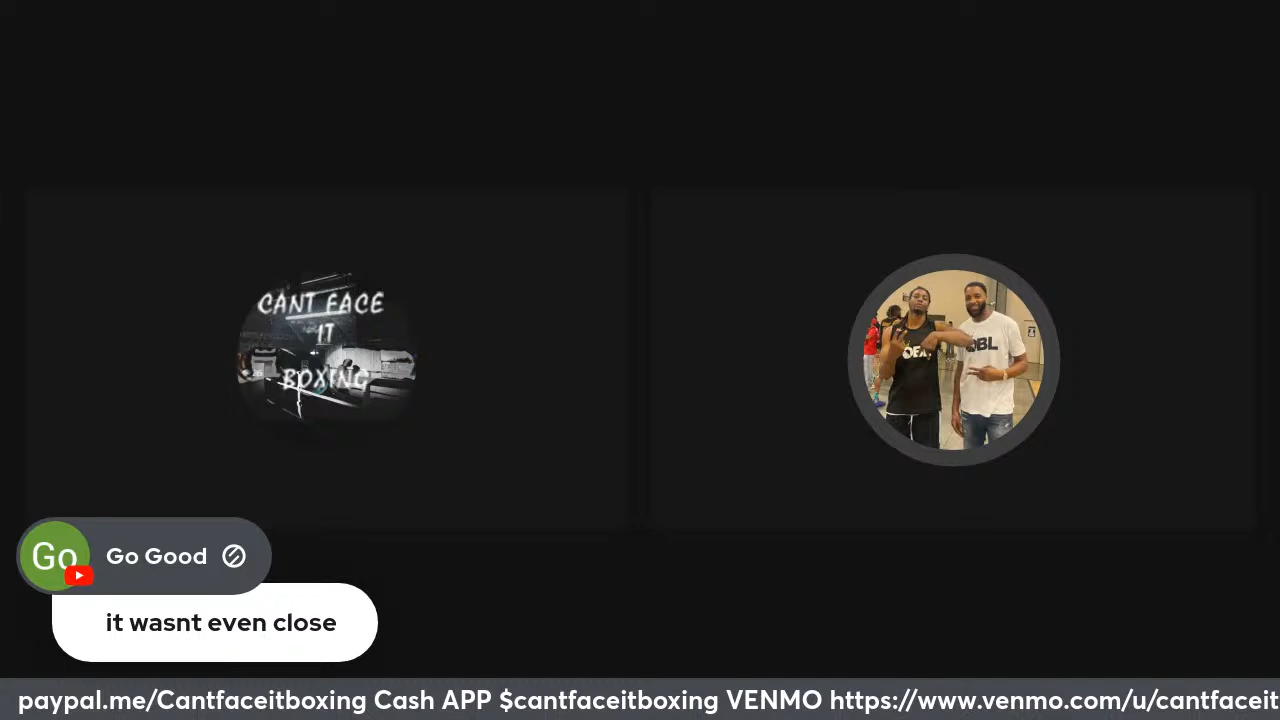 CANT FACE
IT
BOXING
QBL
Go
Go Good
it wasnt even close
paypal.me/Cantfaceitboxing Cash APP $cantfaceitboxing VENMO https://www.venmo.com/u/cantfaceit